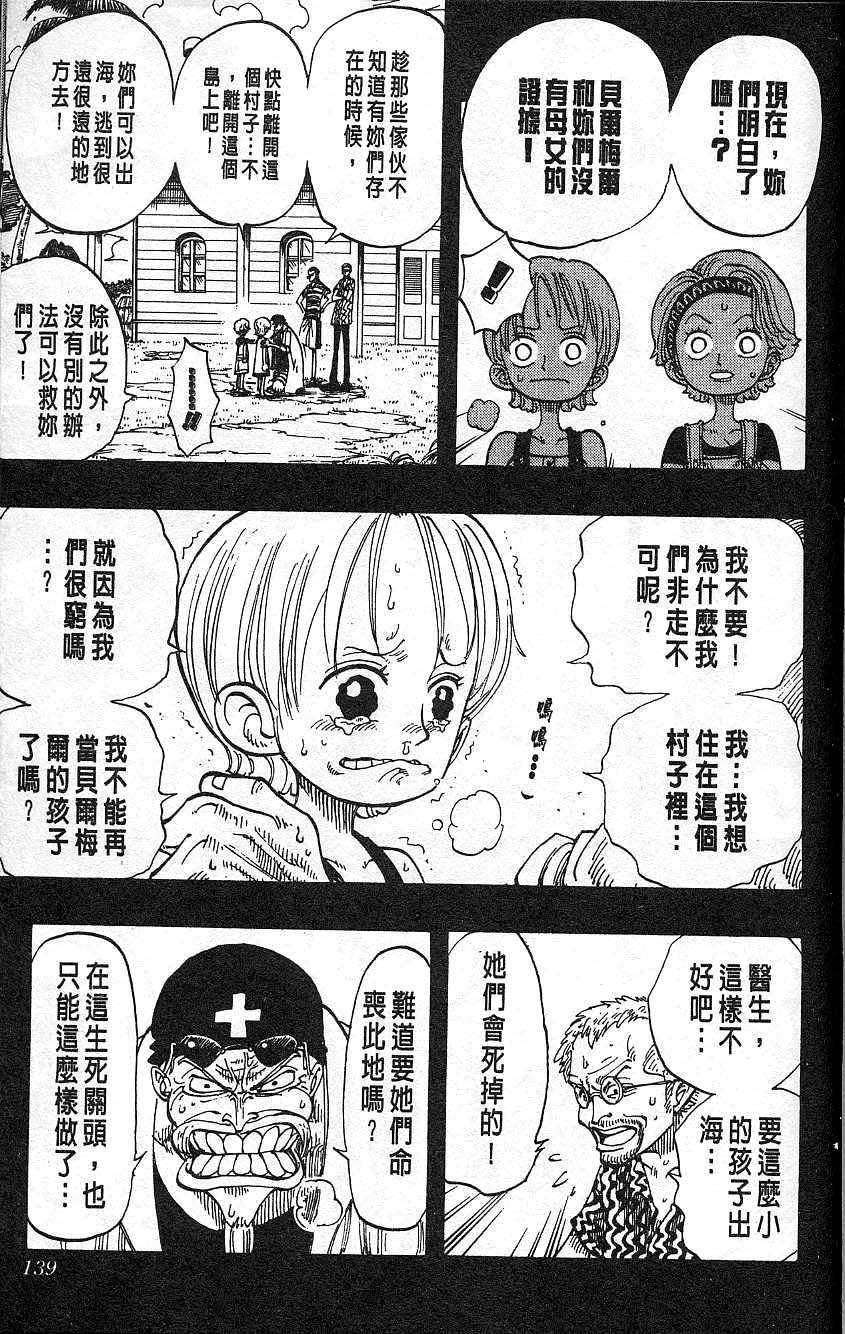 現在，妳
們明白了
嗎…？
貝爾梅爾
和妳們沒
有母女的
證據！
!!
趁那些傢伙不
知道有妳們存
在的時候，
快點離開這
個村子…不
，離開這個
島上吧！
妳們可以出
海，逃到很
遠很遠的地
方去！
除此之外，
沒有別的辦
法可以救妳
們了！
……!!
我不要！
為什麼我
們非走不
可呢？
我…我想
住在這個
村子裡…
嗚
嗚…
就因為我
們很窮嗎
…？
我不能再
當貝爾梅
爾的孩子
了嗎？
醫生，
這樣不
好吧…
要這麼小
的孩子出
海…
她們會死掉的！
難道要她們命
喪此地嗎？
在這生死關頭，也
只能這麼樣做了…
139